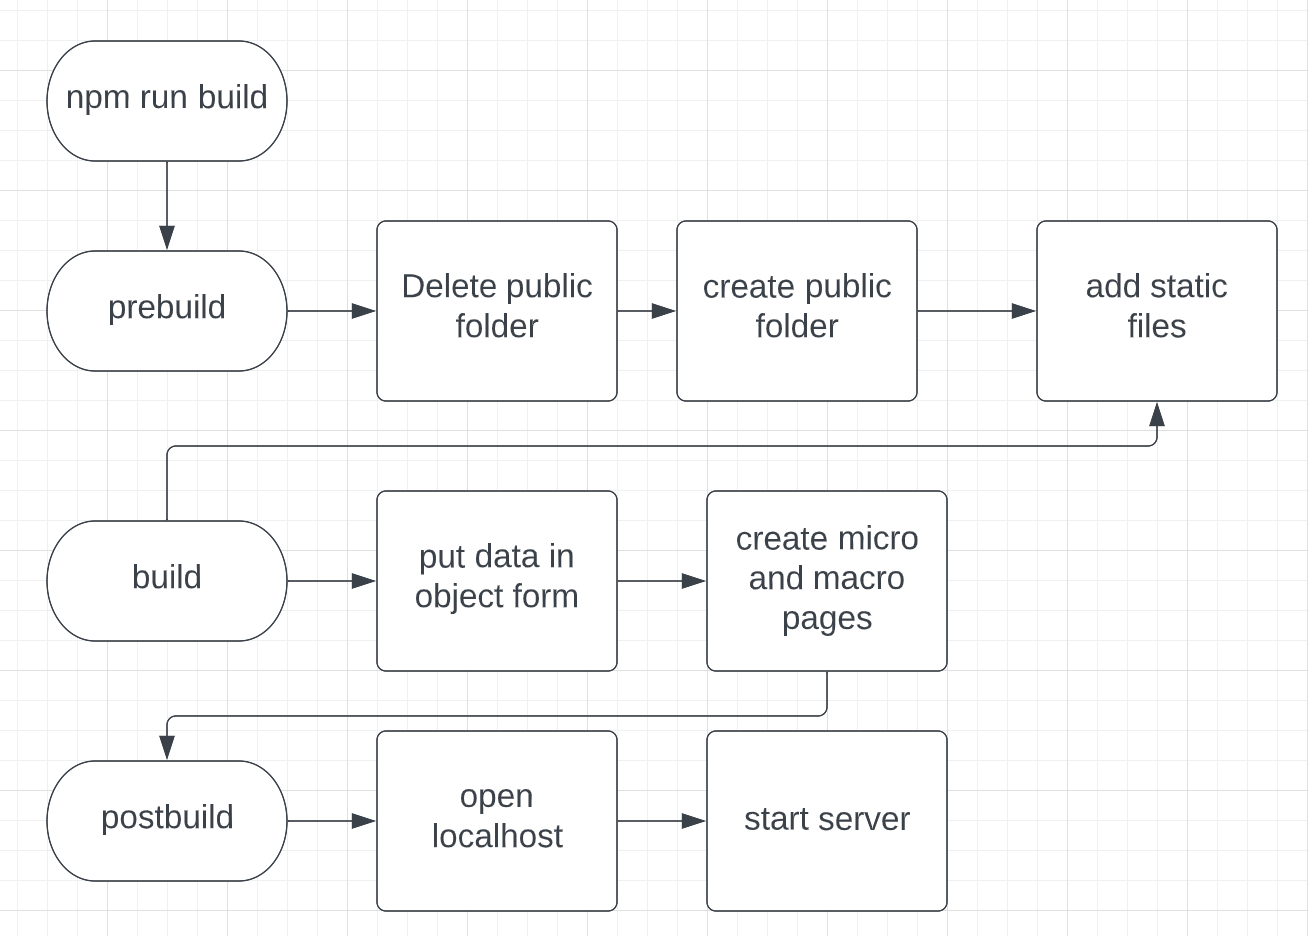 npm run build
prebuild
Delete public
folder
create public
folder
add static
files
build
put data in
object form
create micro
and macro
pages
postbuild
open
localhost
start server